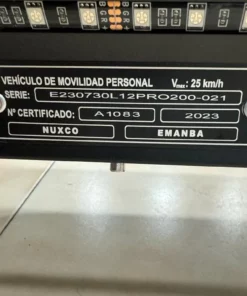 VEHÍCULO DE MOVILIDAD PERSONAL Vmax: 25 km/h
SERIE: E230730L12PRO200-021
Nº CERTIFICADO: A1083 2023
NUXCO EMANBA